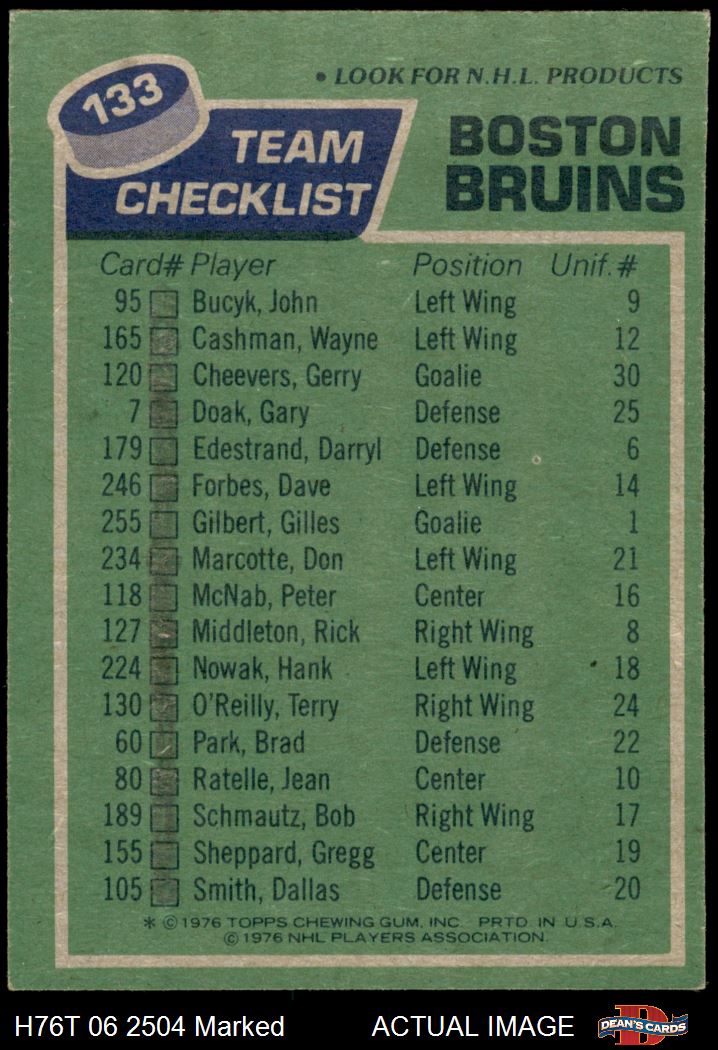 • LOOK FOR N.H.L. PRODUCTS
133
TEAM CHECKLIST
BOSTON BRUINS
Card# Player Position Unif. #
95 Bucyk, John Left Wing 9
165 Cashman, Wayne Left Wing 12
120 Cheevers, Gerry Goalie 30
7 Doak, Gary Defense 25
179 Edestrand, Darryl Defense 6
246 Forbes, Dave Left Wing 14
255 Gilbert, Gilles Goalie 1
234 Marcotte, Don Left Wing 21
118 McNab, Peter Center 16
127 Middleton, Rick Right Wing 8
224 Nowak, Hank Left Wing 18
130 O'Reilly, Terry Right Wing 24
60 Park, Brad Defense 22
80 Ratelle, Jean Center 10
189 Schmautz, Bob Right Wing 17
155 Sheppard, Gregg Center 19
105 Smith, Dallas Defense 20
* ©1976 TOPPS CHEWING GUM, INC. PRTD. IN U.S.A.
©1976 NHL PLAYERS ASSOCIATION.
H76T 06 2504 Marked ACTUAL IMAGE
D
DEAN'S CARDS